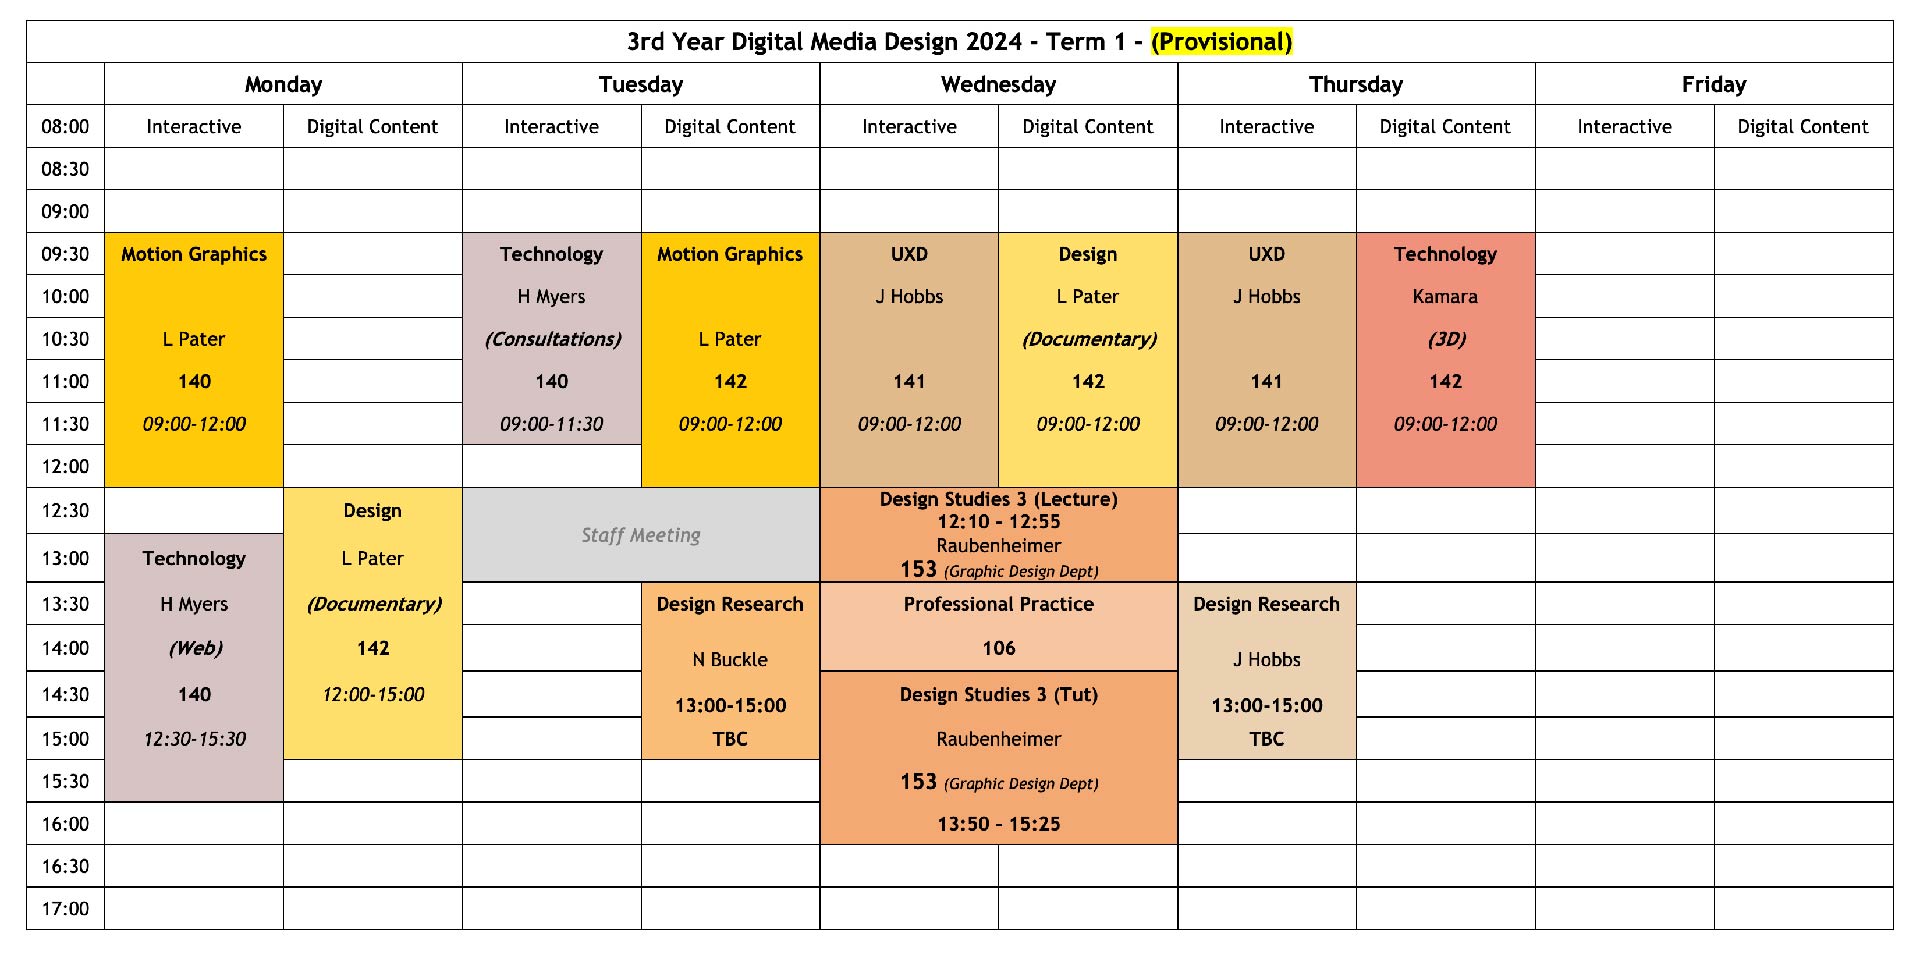 3rd Year Digital Media Design 2024 - Term 1 - (Provisional)
Monday Tuesday Wednesday Thursday Friday
08:00 Interactive Digital Content Interactive Digital Content Interactive Digital Content Interactive Digital Content Interactive Digital Content
08:30
09:00
09:30 Motion Graphics Technology Motion Graphics UXD Design UXD Technology
10:00 H Myers J Hobbs L Pater J Hobbs Kamara
10:30 L Pater (Consultations) L Pater (Documentary) (3D)
11:00 140 140 142 141 142 141 142
11:30 09:00-12:00 09:00-11:30 09:00-12:00 09:00-12:00 09:00-12:00 09:00-12:00 09:00-12:00
12:00
12:30 Design Staff Meeting Design Studies 3 (Lecture)
12:10 - 12:55
13:00 Technology L Pater Raubenheimer
153 (Graphic Design Dept)
13:30 H Myers (Documentary) Design Research Professional Practice Design Research
14:00 (Web) 142 N Buckle 106 J Hobbs
14:30 140 12:00-15:00 13:00-15:00 Design Studies 3 (Tut) 13:00-15:00
15:00 12:30-15:30 TBC Raubenheimer TBC
15:30 153 (Graphic Design Dept)
16:00 13:50 - 15:25
16:30
17:00